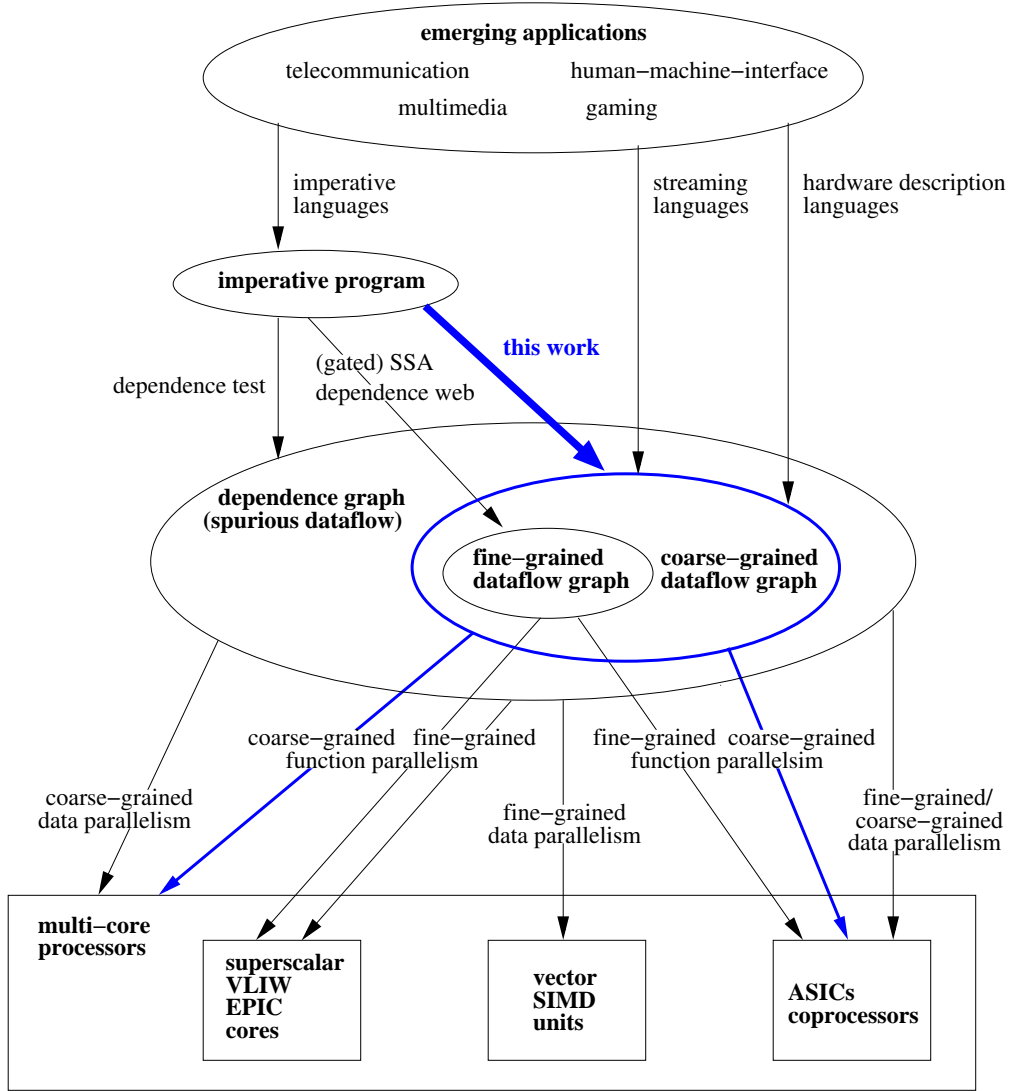 emerging applications
telecommunication human−machine−interface
multimedia gaming
imperative
languages
streaming
languages
hardware description
languages
imperative program
this work
(gated) SSA
dependence web
dependence test
dependence graph
(spurious dataflow)
fine−grained
dataflow graph
coarse−grained
dataflow graph
coarse−grained fine−grained
function parallelism
fine−grained coarse−grained
function parallelsim
coarse−grained
data parallelism
fine−grained
data parallelism
fine−grained/
coarse−grained
data parallelism
multi−core
processors
superscalar
VLIW
EPIC
cores
vector
SIMD
units
ASICs
coprocessors